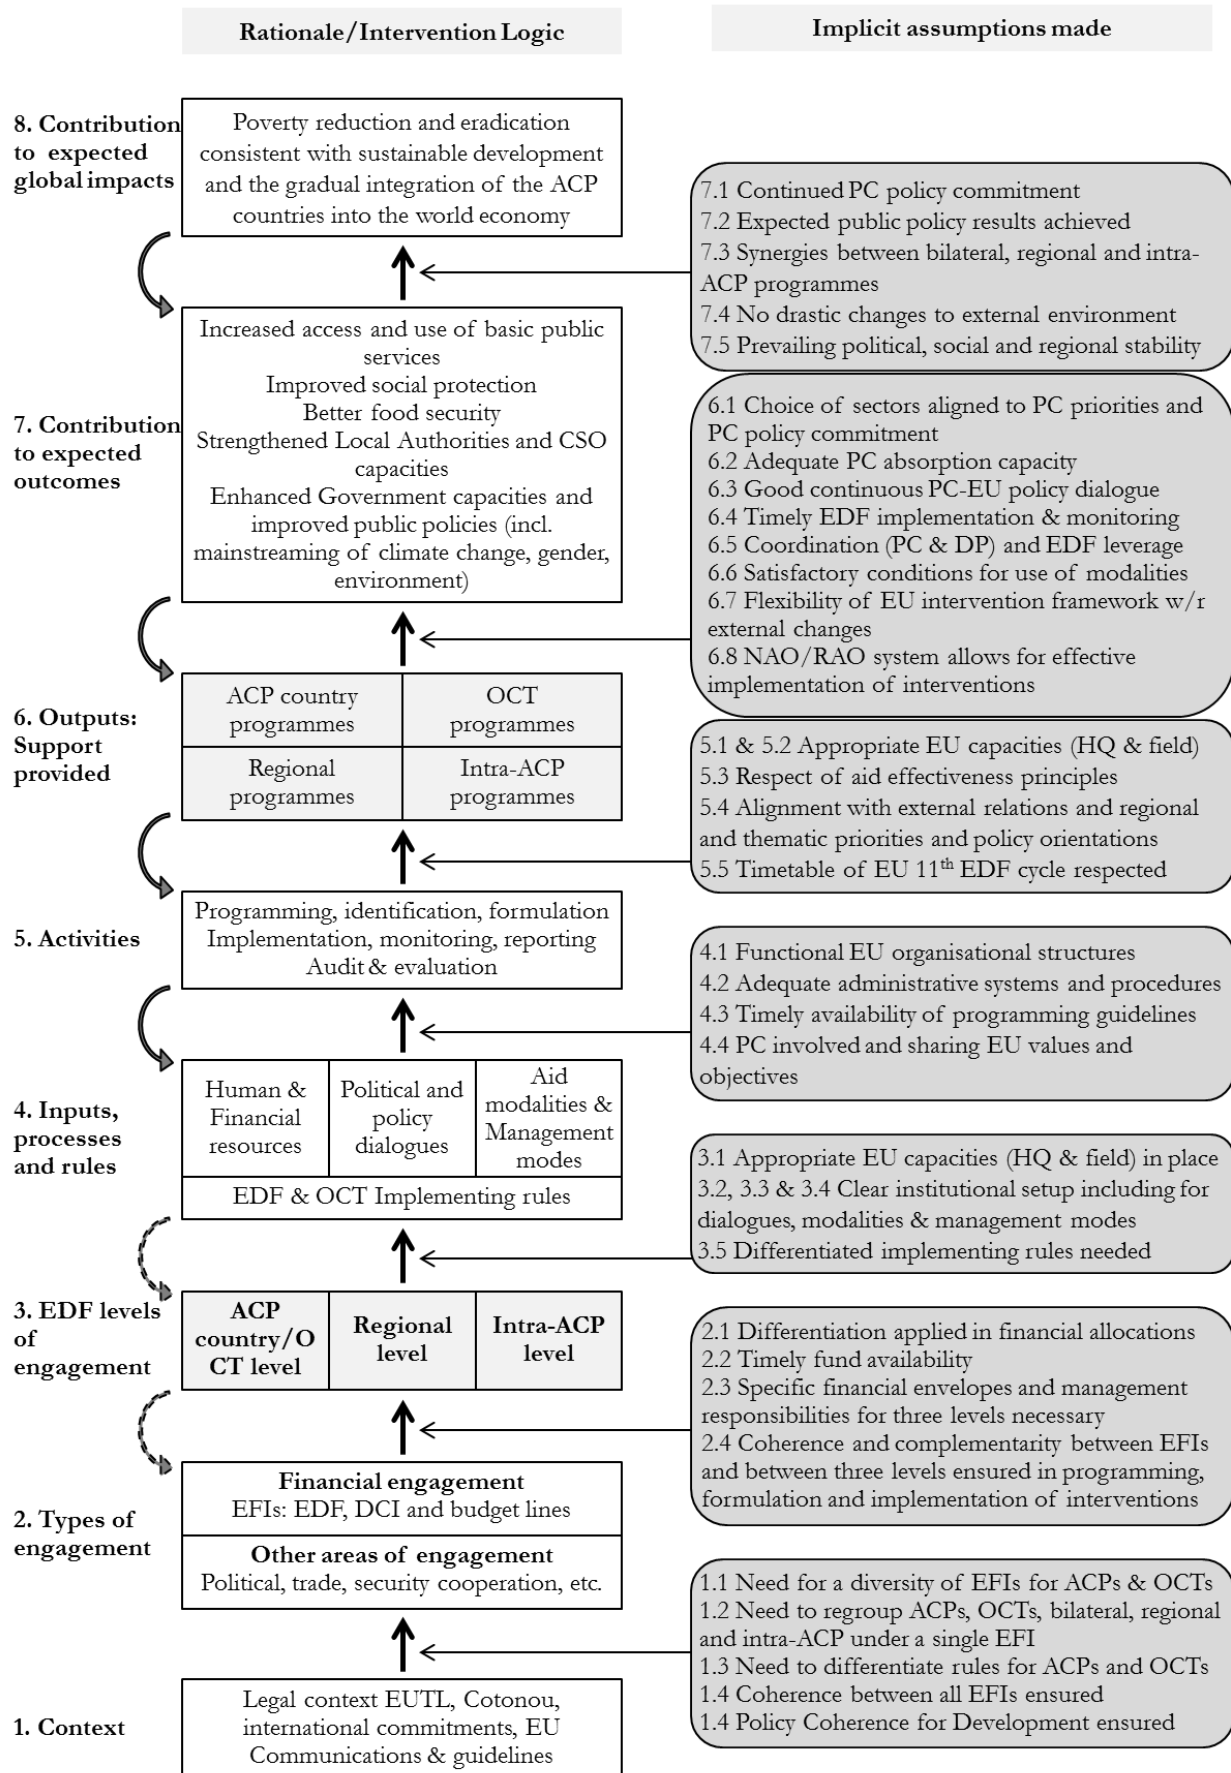 Rationale/Intervention Logic
Implicit assumptions made
8. Contribution
to expected
global impacts
Poverty reduction and eradication
consistent with sustainable development
and the gradual integration of the ACP
countries into the world economy
7.1 Continued PC policy commitment
7.2 Expected public policy results achieved
7.3 Synergies between bilateral, regional and intra-
ACP programmes
7.4 No drastic changes to external environment
7.5 Prevailing political, social and regional stability
7. Contribution
to expected
outcomes
Increased access and use of basic public
services
Improved social protection
Better food security
Strengthened Local Authorities and CSO
capacities
Enhanced Government capacities and
improved public policies (incl.
mainstreaming of climate change, gender,
environment)
6.1 Choice of sectors aligned to PC priorities and
PC policy commitment
6.2 Adequate PC absorption capacity
6.3 Good continuous PC-EU policy dialogue
6.4 Timely EDF implementation & monitoring
6.5 Coordination (PC & DP) and EDF leverage
6.6 Satisfactory conditions for use of modalities
6.7 Flexibility of EU intervention framework w/r
external changes
6.8 NAO/RAO system allows for effective
implementation of interventions
6. Outputs:
Support
provided
ACP country
programmes
OCT
programmes
Regional
programmes
Intra-ACP
programmes
5.1 & 5.2 Appropriate EU capacities (HQ & field)
5.3 Respect of aid effectiveness principles
5.4 Alignment with external relations and regional
and thematic priorities and policy orientations
5.5 Timetable of EU 11th EDF cycle respected
5. Activities
Programming, identification, formulation
Implementation, monitoring, reporting
Audit & evaluation
4.1 Functional EU organisational structures
4.2 Adequate administrative systems and procedures
4.3 Timely availability of programming guidelines
4.4 PC involved and sharing EU values and
objectives
4. Inputs,
processes
and rules
Human &
Financial
resources
Political and
policy
dialogues
Aid
modalities &
Management
modes
EDF & OCT Implementing rules
3.1 Appropriate EU capacities (HQ & field) in place
3.2, 3.3 & 3.4 Clear institutional setup including for
dialogues, modalities & management modes
3.5 Differentiated implementing rules needed
3. EDF levels
of
engagement
ACP
country/O
CT level
Regional
level
Intra-ACP
level
2.1 Differentiation applied in financial allocations
2.2 Timely fund availability
2.3 Specific financial envelopes and management
responsibilities for three levels necessary
2.4 Coherence and complementarity between EFIs
and between three levels ensured in programming,
formulation and implementation of interventions
2. Types of
engagement
Financial engagement
EFIs: EDF, DCI and budget lines
Other areas of engagement
Political, trade, security cooperation, etc.
1.1 Need for a diversity of EFIs for ACPs & OCTs
1.2 Need to regroup ACPs, OCTs, bilateral, regional
and intra-ACP under a single EFI
1.3 Need to differentiate rules for ACPs and OCTs
1.4 Coherence between all EFIs ensured
1.4 Policy Coherence for Development ensured
1. Context
Legal context EUTL, Cotonou,
international commitments, EU
Communications & guidelines